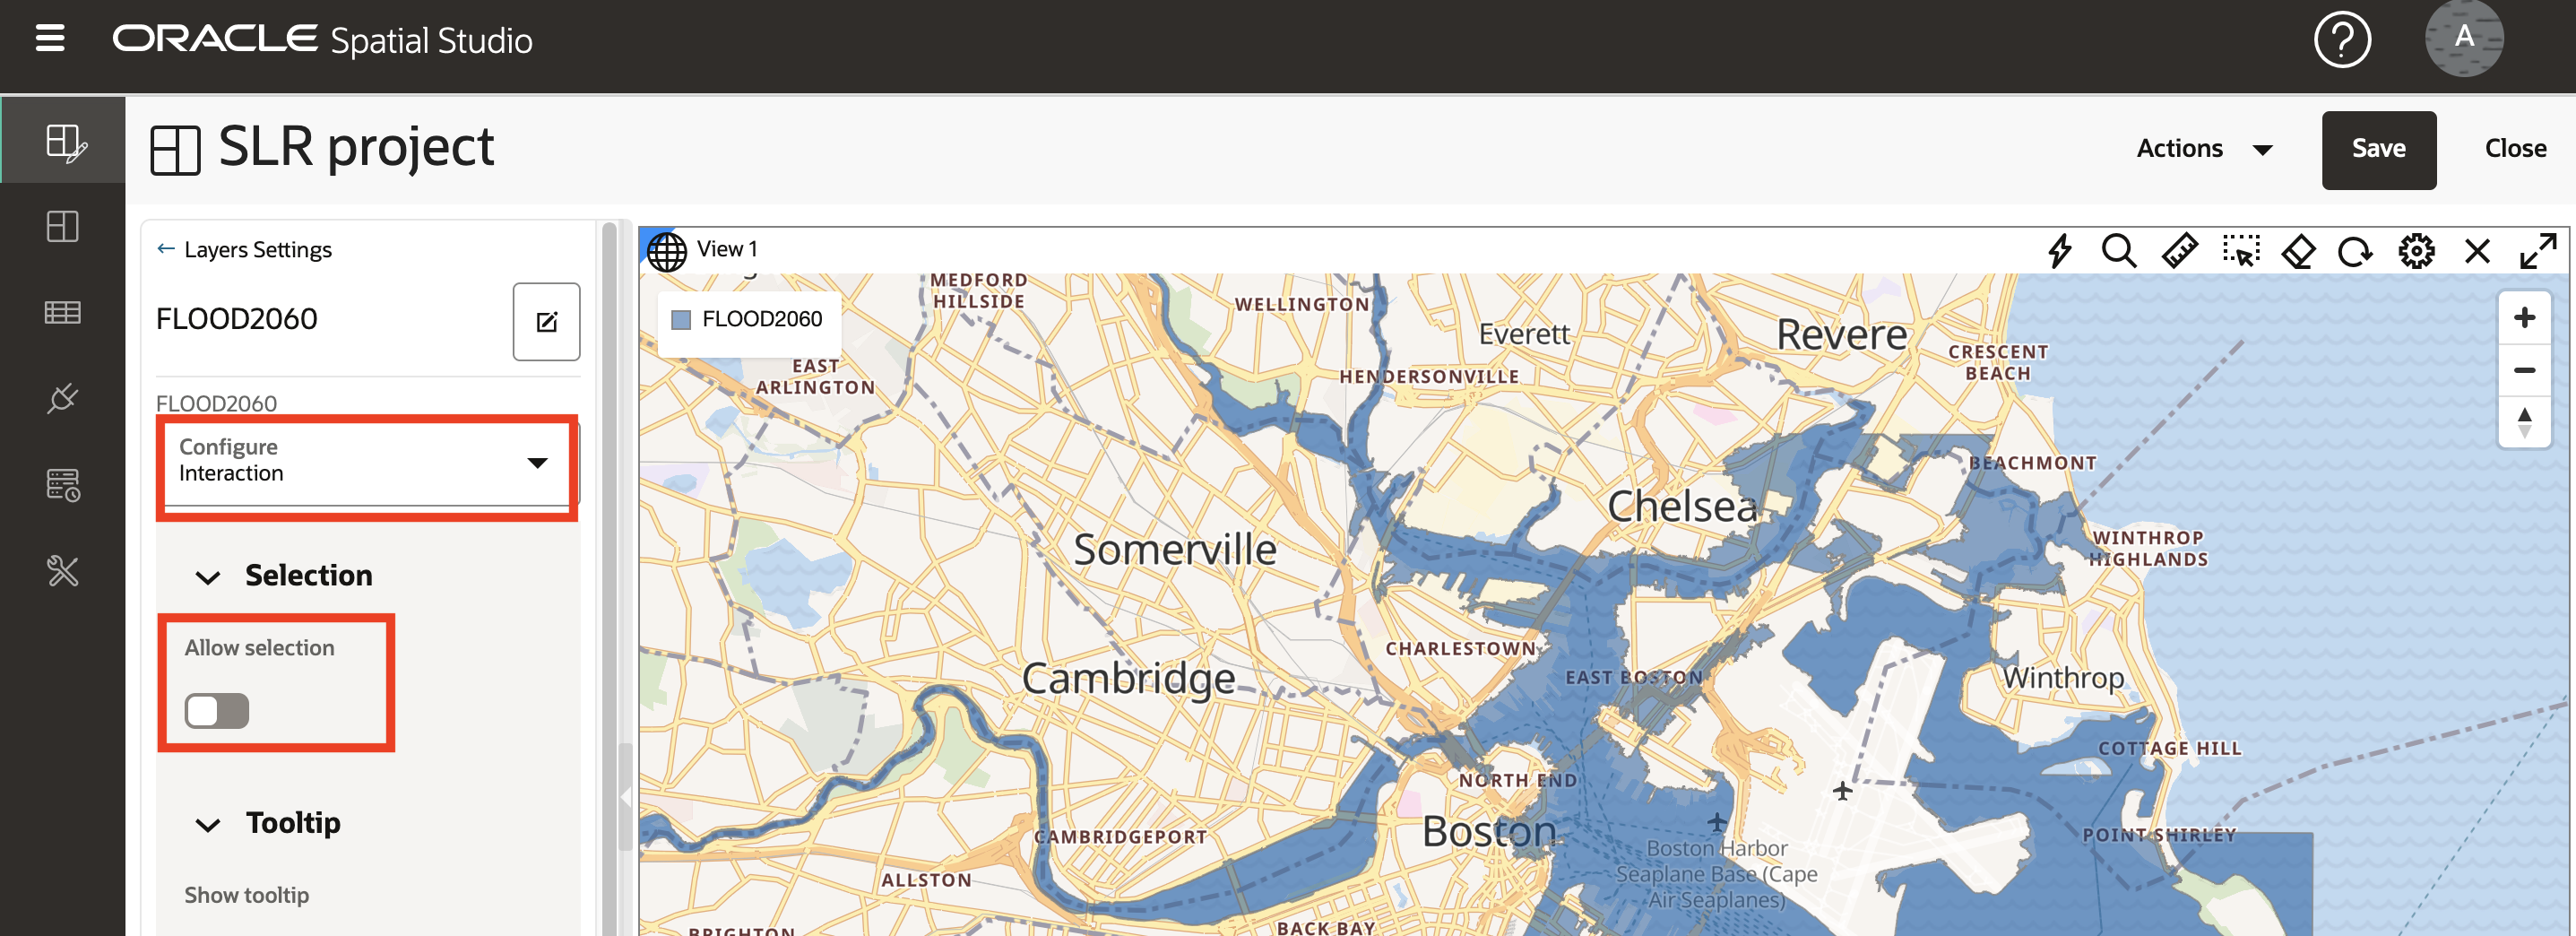 ORACLE Spatial Studio
A
SLR project
Actions
Save
Close
Layers Settings
FLOOD2060
FLOOD2060
Configure
Interaction
Selection
Allow selection
Tooltip
Show tooltip
View 1
FLOOD2060
MEDFORD
HILLSIDE
WELLINGTON
Everett
Revere
CRESCENT
BEACH
EAST
ARLINGTON
HENDERSONVILLE
BEACHMONT
Chelsea
Somerville
WINTHROP
HIGHLANDS
CHARLESTOWN
EAST BOSTON
Cambridge
Winthrop
COTTAGE HILL
NORTH END
Boston
CAMBRIDGEPORT
POINT SHIRLEY
Boston Harbor
Seaplane Base (Cape
Air Seaplanes)
ALLSTON
BACK BAY
BRIGHTON